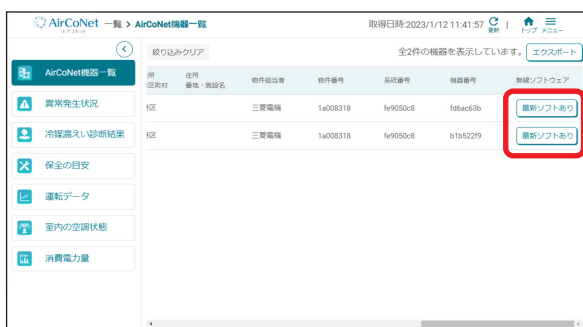 AirCoNet 一覧 > AirCoNet機器一覧
エアコネット
取得日時:2023/1/12 11:41:57 更新 | トップ メニュー
絞り込みクリア
全2件の機器を表示しています。 エクスポート
所 区町村 住所 番地・施設名 物件担当者 物件番号 系統番号 機器番号 無線ソフトウェア
区 三菱電機 1a008318 fe9050c8 fd6ac63b 最新ソフトあり
区 三菱電機 1a008318 fe9050c8 b1b522f9 最新ソフトあり
AirCoNet機器一覧
異常発生状況
冷媒漏えい診断結果
保全の目安
運転データ
室内の空調状態
消費電力量